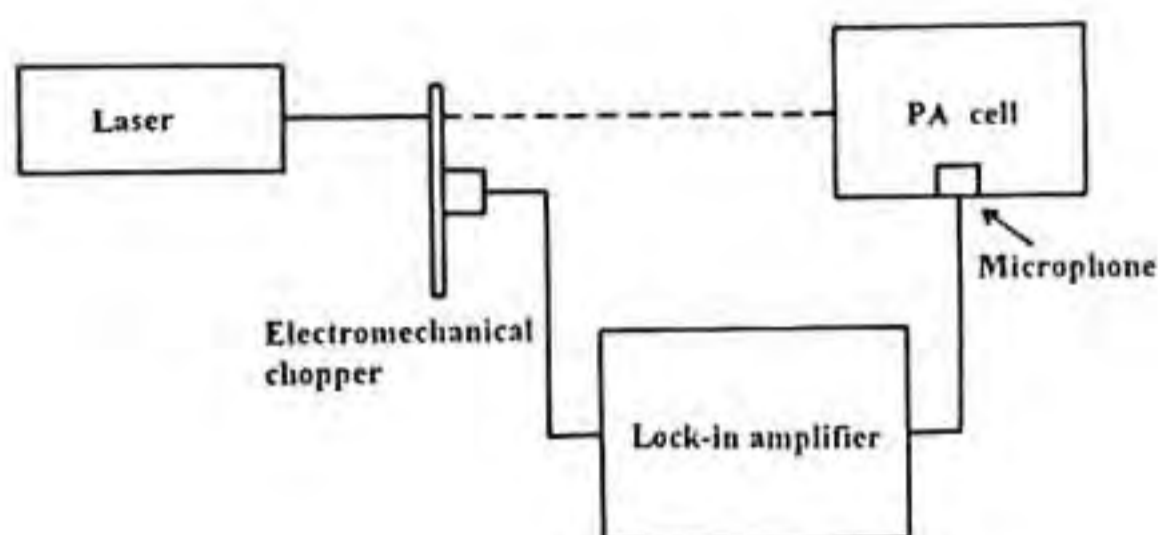 Laser
PA cell
Microphone
Electromechanical
chopper
Lock-in amplifier